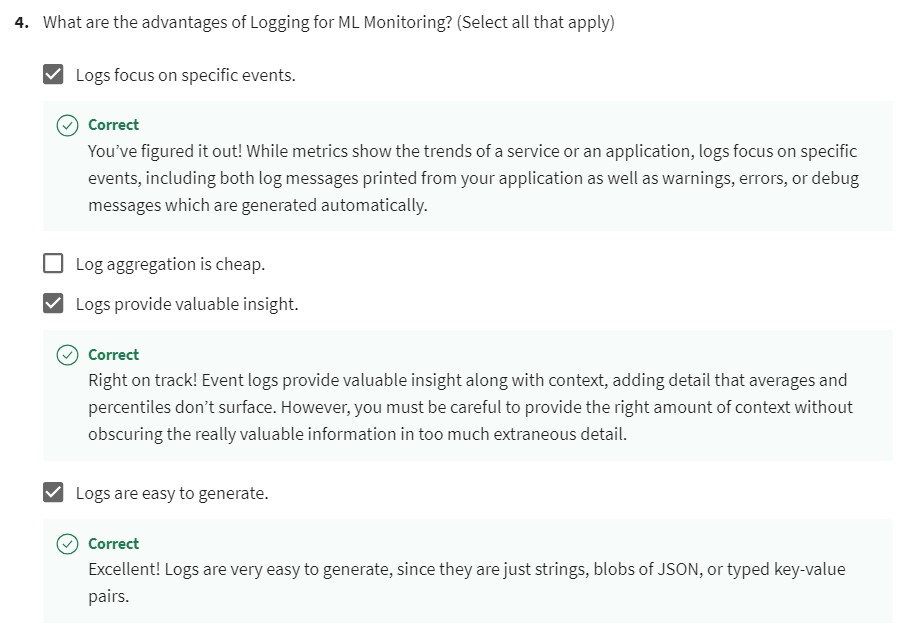 4. What are the advantages of Logging for ML Monitoring? (Select all that apply)
Logs focus on specific events.
Correct
You’ve figured it out! While metrics show the trends of a service or an application, logs focus on specific
events, including both log messages printed from your application as well as warnings, errors, or debug
messages which are generated automatically.
Log aggregation is cheap.
Logs provide valuable insight.
Correct
Right on track! Event logs provide valuable insight along with context, adding detail that averages and
percentiles don’t surface. However, you must be careful to provide the right amount of context without
obscuring the really valuable information in too much extraneous detail.
Logs are easy to generate.
Correct
Excellent! Logs are very easy to generate, since they are just strings, blobs of JSON, or typed key-value
pairs.